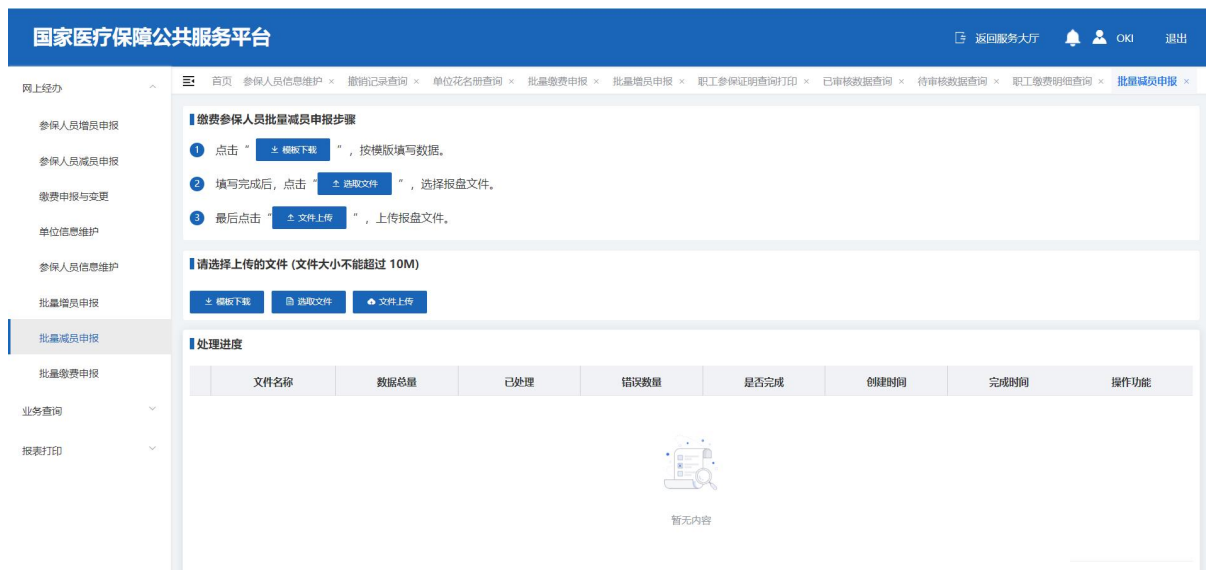 国家医疗保障公共服务平台
返回服务大厅 OKI 退出
网上经办
首页 参保人员信息维护 × 撤销记录查询 × 单位花名册查询 × 批量缴费申报 × 批量增员申报 × 职工参保证明查询打印 × 已审核数据查询 × 待审核数据查询 × 职工缴费明细查询 × 批量减员申报 ×
参保人员增员申报
参保人员减员申报
缴费申报与变更
单位信息维护
参保人员信息维护
批量增员申报
批量减员申报
批量缴费申报
业务查询
报表打印
缴费参保人员批量减员申报步骤
1 点击“ 模板下载 ”，按模版填写数据。
2 填写完成后，点击“ 选取文件 ”，选择报盘文件。
3 最后点击“ 文件上传 ”，上传报盘文件。
请选择上传的文件 (文件大小不能超过 10M)
模板下载 选取文件 文件上传
处理进度
文件名称 数据总量 已处理 错误数量 是否完成 创建时间 完成时间 操作功能
暂无内容